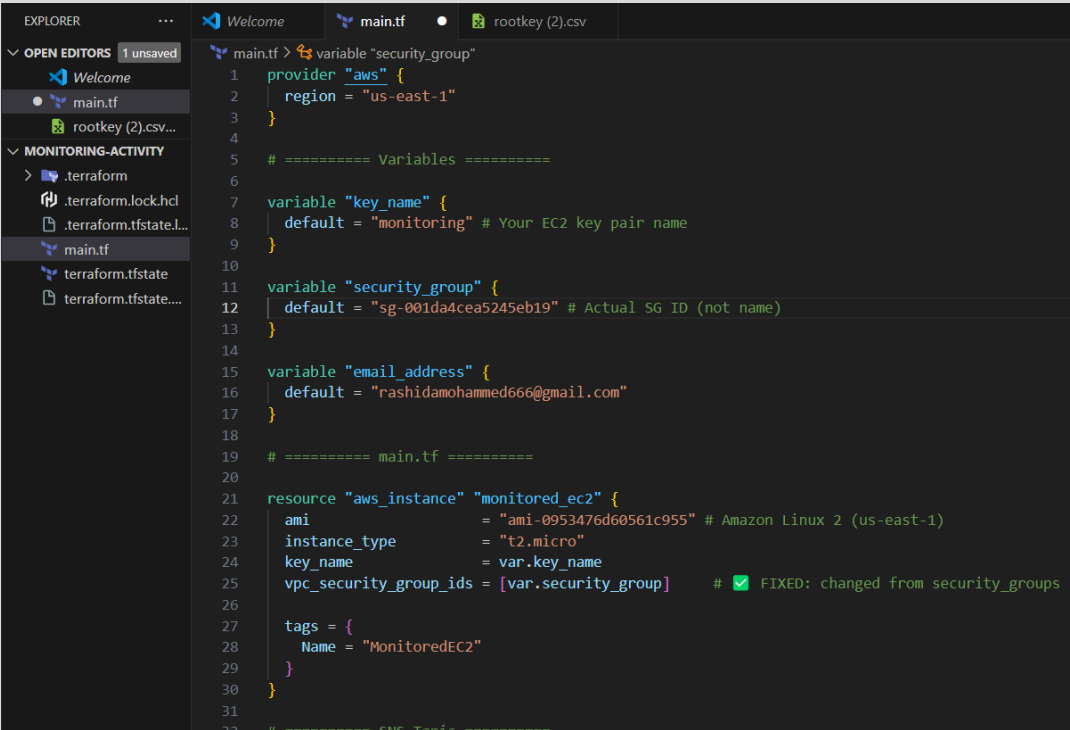 EXPLORER ...
OPEN EDITORS 1 unsaved
Welcome
main.tf
rootkey (2).csv...
MONITORING-ACTIVITY
.terraform
.terraform.lock.hcl
.terraform.tfstate.l...
main.tf
terraform.tfstate
terraform.tfstate....
Welcome main.tf rootkey (2).csv
main.tf > variable "security_group"
1 provider "aws" {
2 region = "us-east-1"
3 }
4
5 # ========== Variables ==========
6
7 variable "key_name" {
8 default = "monitoring" # Your EC2 key pair name
9 }
10
11 variable "security_group" {
12 default = "sg-001da4cea5245eb19" # Actual SG ID (not name)
13 }
14
15 variable "email_address" {
16 default = "rashidamohammed666@gmail.com"
17 }
18
19 # ========== main.tf ==========
20
21 resource "aws_instance" "monitored_ec2" {
22 ami = "ami-0953476d60561c955" # Amazon Linux 2 (us-east-1)
23 instance_type = "t2.micro"
24 key_name = var.key_name
25 vpc_security_group_ids = [var.security_group] # ✅ FIXED: changed from security_groups
26
27 tags = {
28 Name = "MonitoredEC2"
29 }
30 }
31
32 # ========== SNS Topic ==========